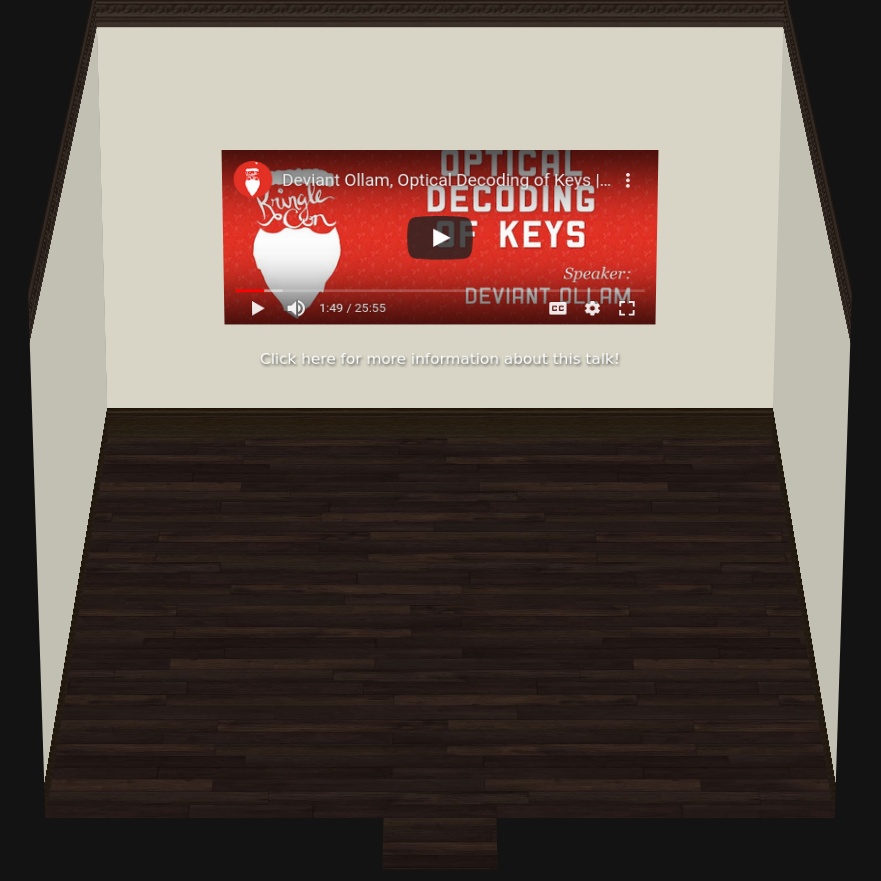 Deviant Ollam, Optical Decoding of Keys |...
Kringle
Con
OPTICAL
DECODING
OF KEYS
Speaker:
DEVIANT OLLAM
1:49 / 25:55
CC
Click here for more information about this talk!